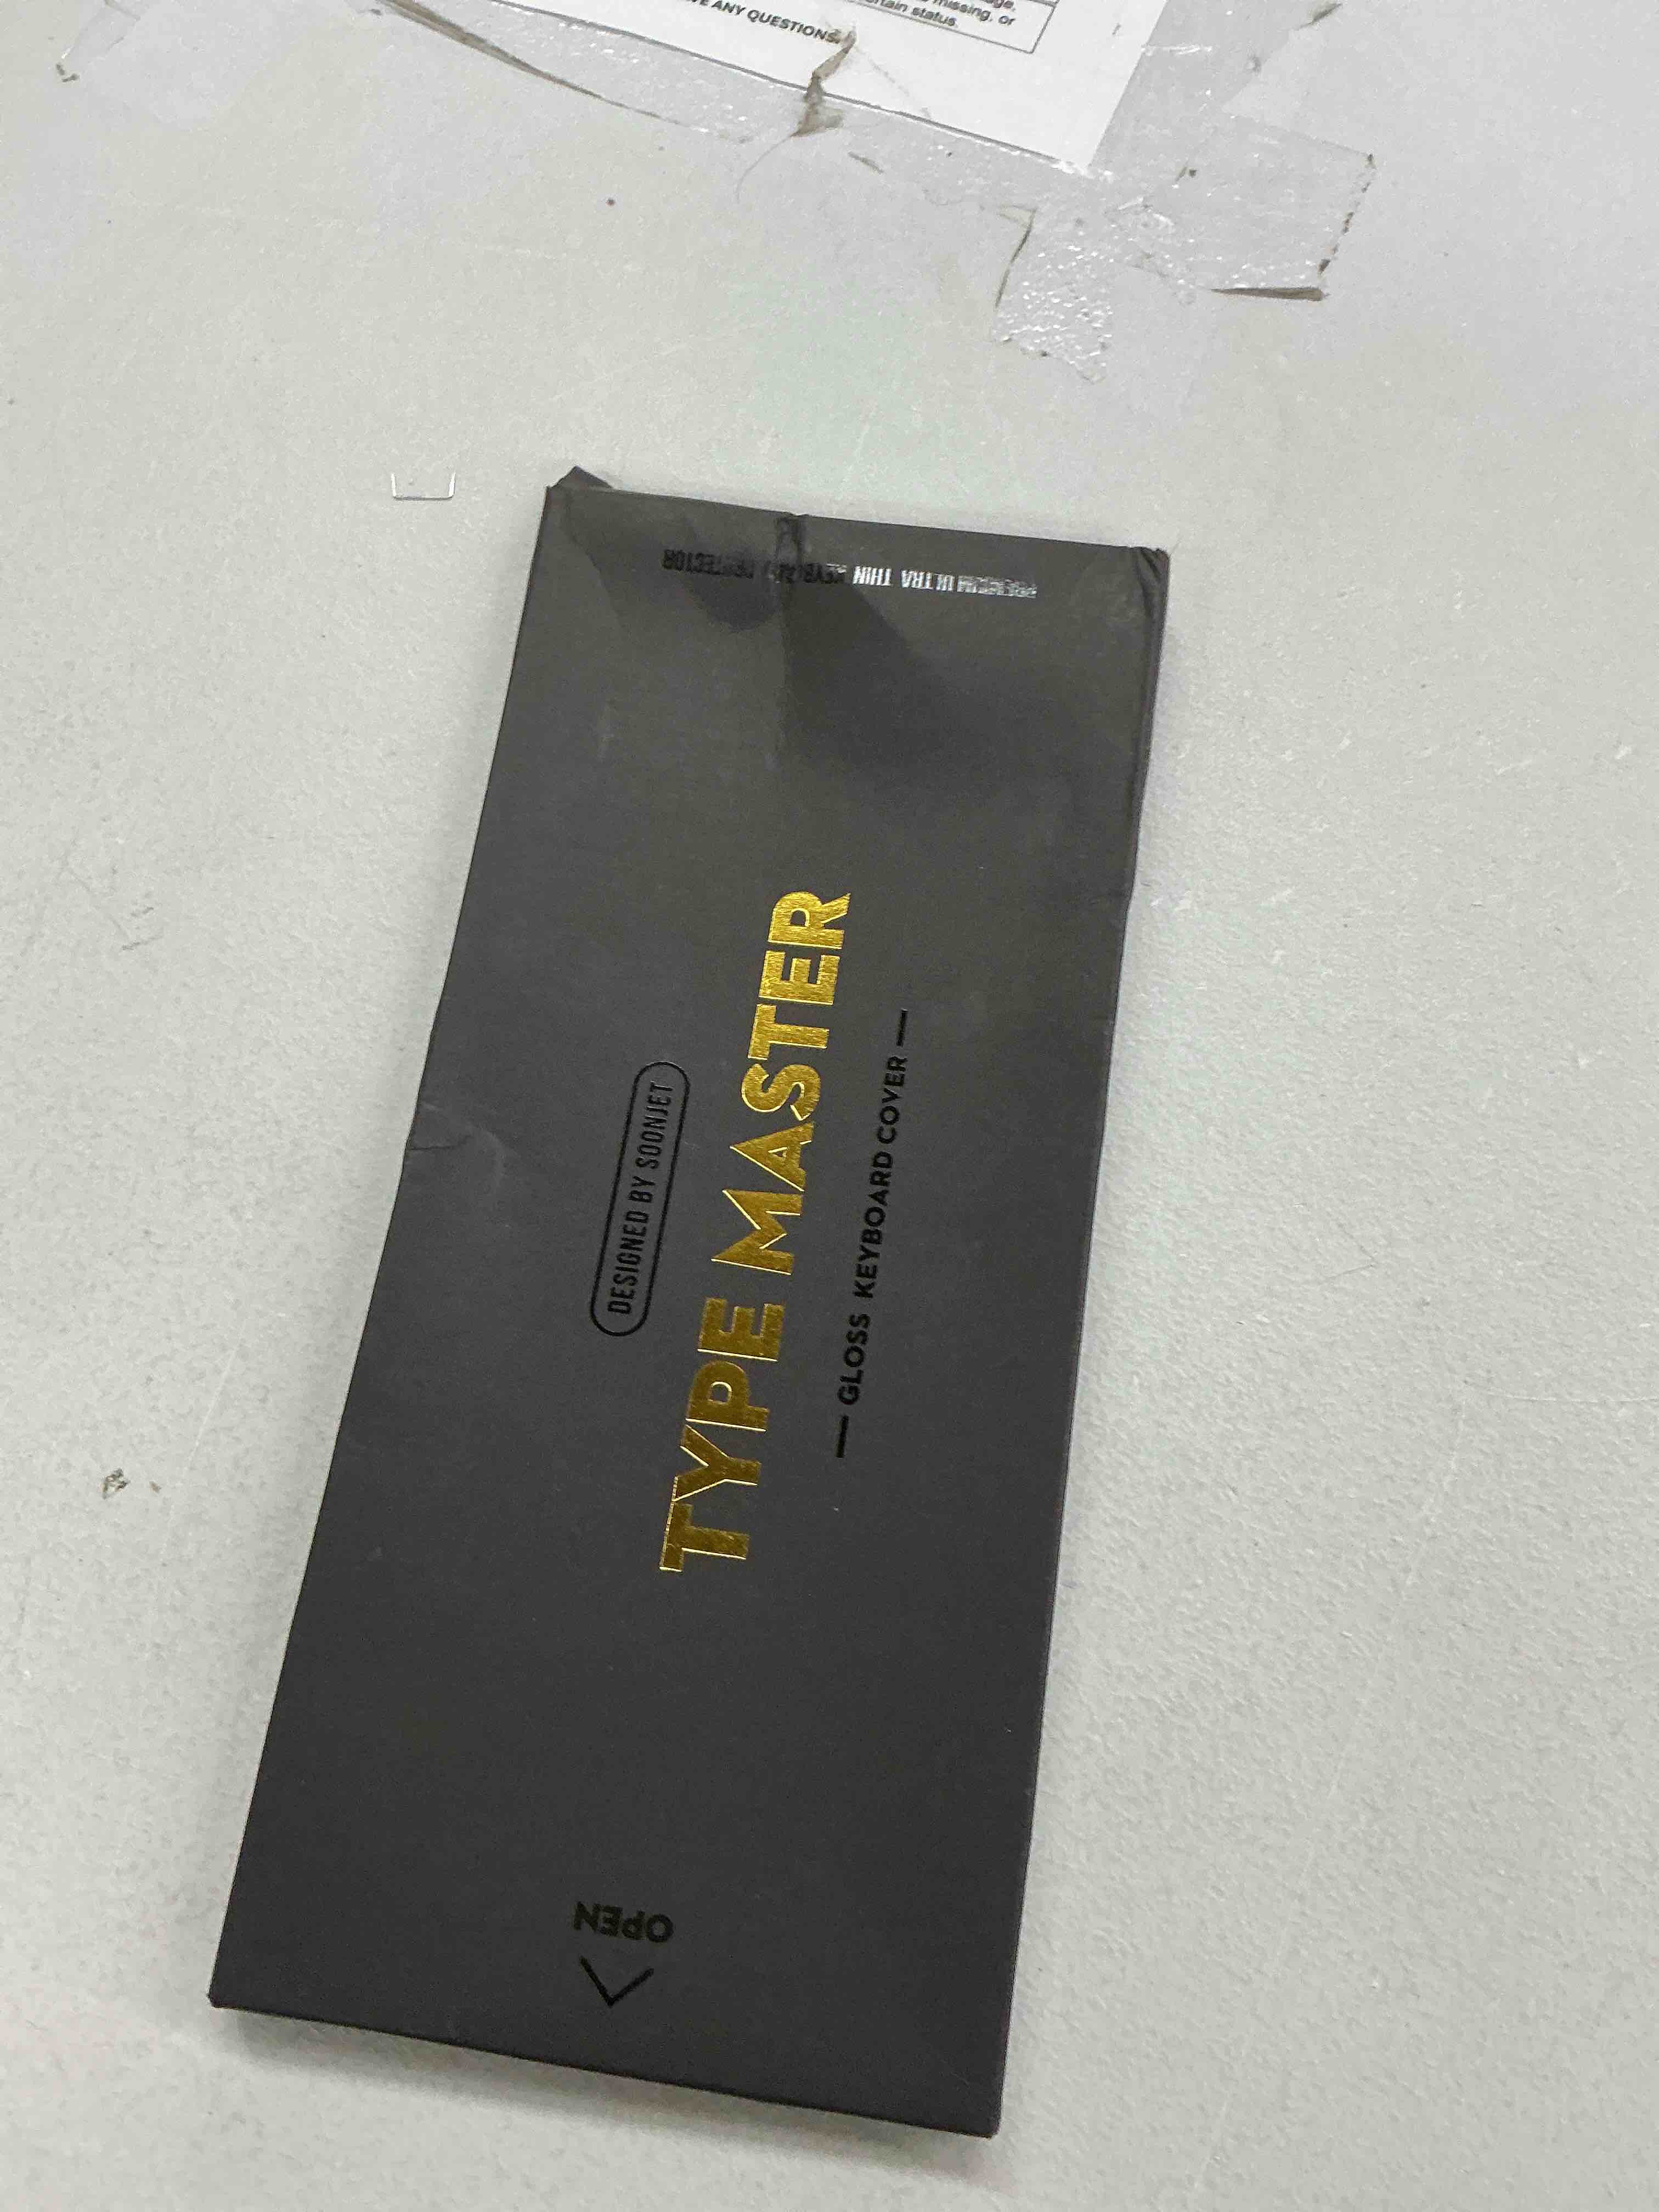 missing, or
certain status.
ANY QUESTIONS
PREMIUM ULTRA THIN KEYBOARD PROTECTOR
DESIGNED BY SOONJET
TYPE MASTER
— GLOSS KEYBOARD COVER —
OPEN